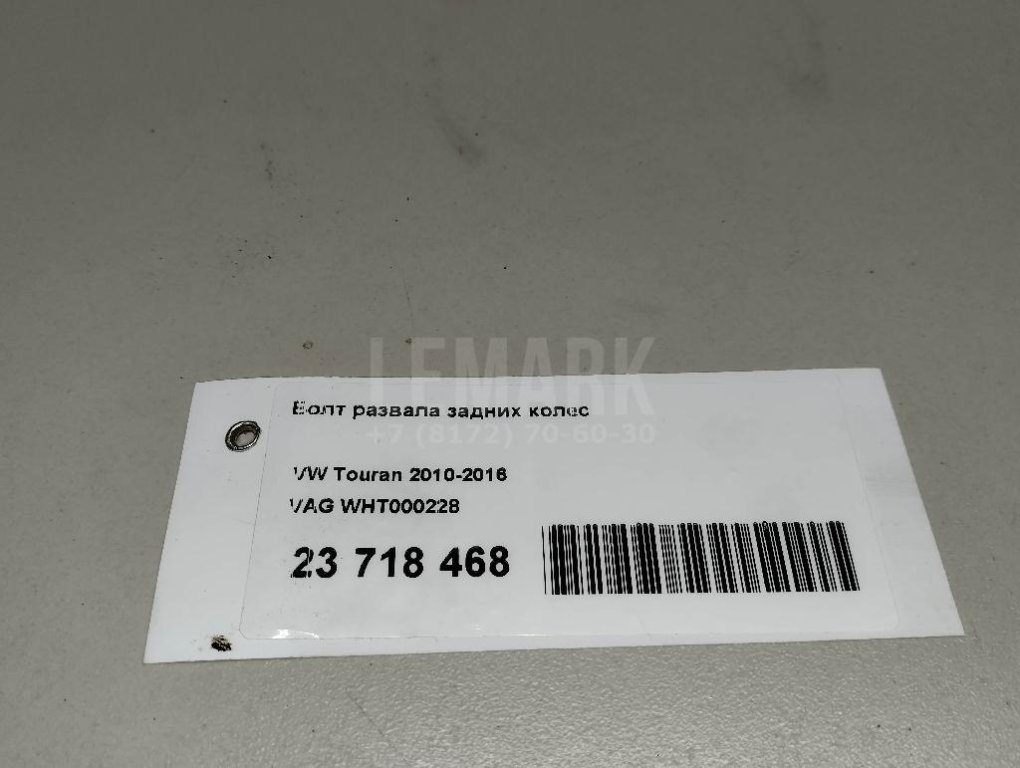 LEMARK
Болт развала задних колес
+7 (8172) 70-60-30
VW Touran 2010-2016
VAG WHT000228
23 718 468